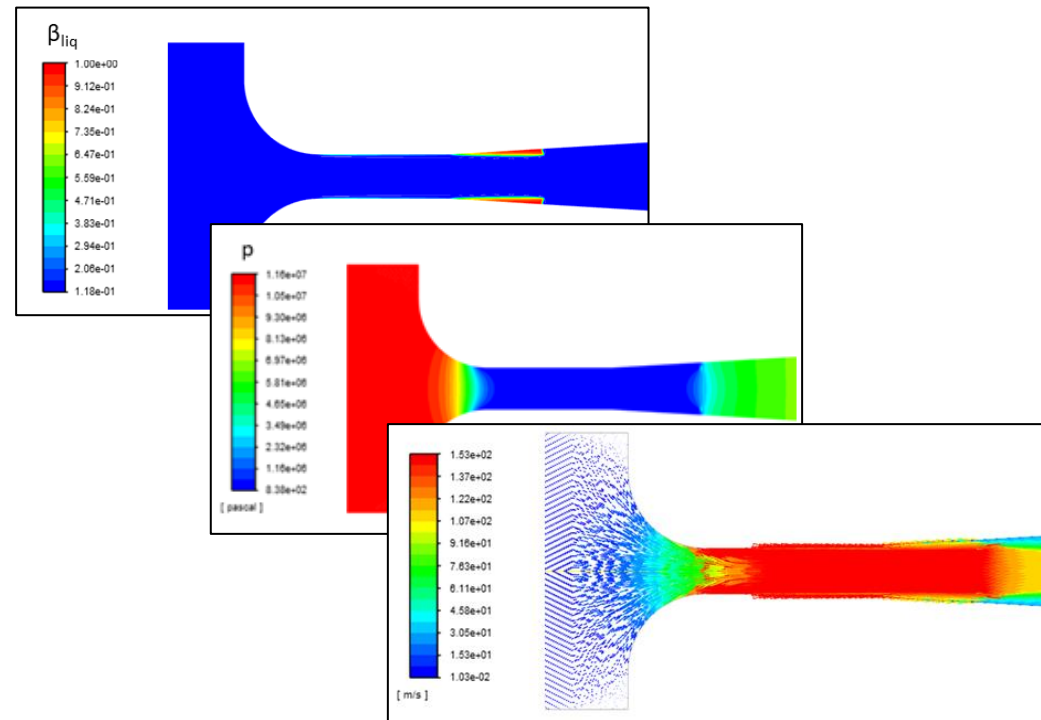 β liq
1.00e+00
9.12e-01
8.24e-01
7.35e-01
6.47e-01
5.59e-01
4.71e-01
3.83e-01
2.94e-01
2.06e-01
1.18e-01
p
1.16e+07
1.05e+07
9.30e+06
8.13e+06
6.97e+06
5.81e+06
4.65e+06
3.49e+06
2.32e+06
1.16e+06
8.38e+02
[ pascal ]
1.53e+02
1.37e+02
1.22e+02
1.07e+02
9.16e+01
7.63e+01
6.11e+01
4.58e+01
3.05e+01
1.53e+01
1.03e-02
[ m/s ]